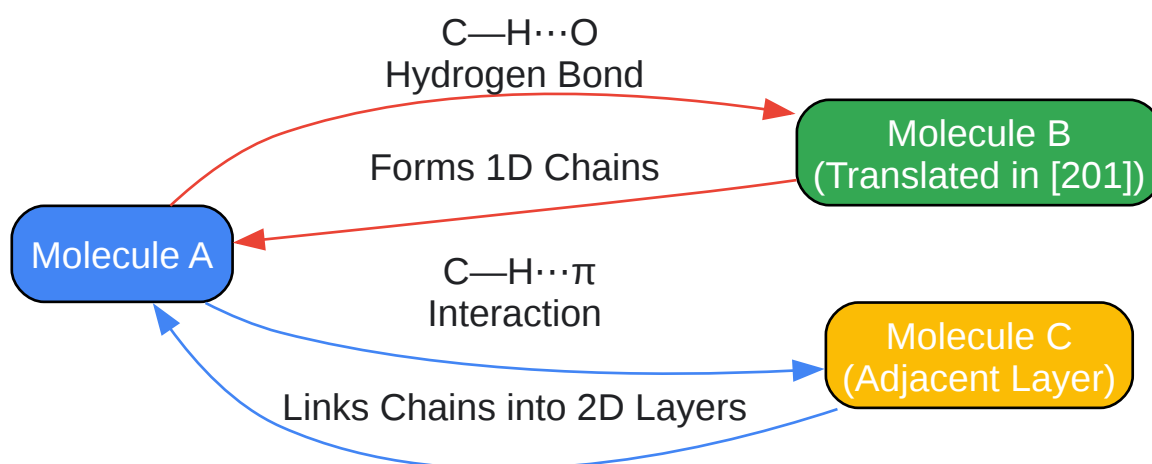 C—H⋯O
Hydrogen Bond
Molecule B
(Translated in [201])
Forms 1D Chains
Molecule A
C—H⋯π
Interaction
Molecule C
(Adjacent Layer)
Links Chains into 2D Layers